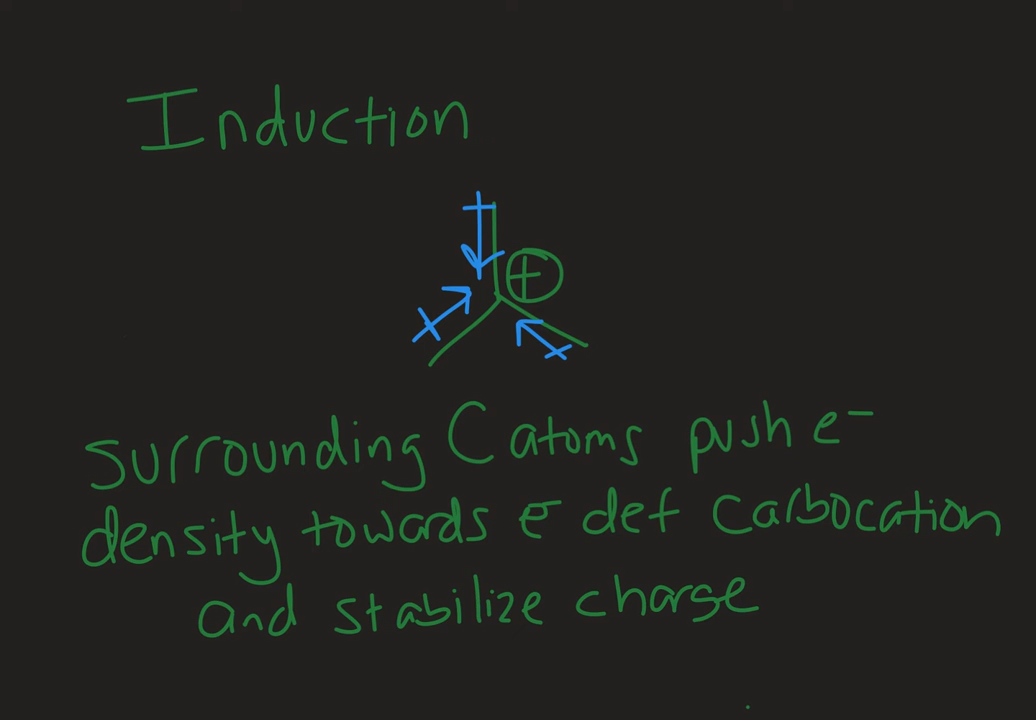 Induction
+
Surrounding C atoms push e⁻
density towards e⁻ def carbocation
and stabilize charge